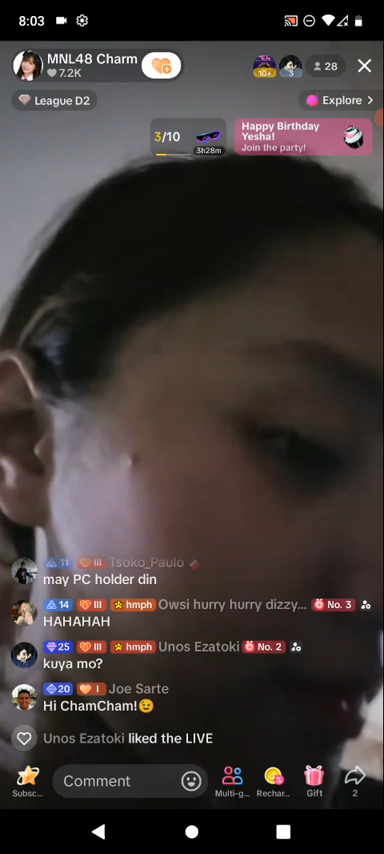 8:03
MNL48 Charm
7.2K
10+
3
28
League D2
Explore >
3/10
3h28m
Happy Birthday
Yesha!
Join the party!
11 III Tsoko_Paulo
may PC holder din
14 III hmph Owsi hurry hurry dizzy... No. 3
HAHAHAH
25 III hmph Unos Ezatoki No. 2
kuya mo?
20 I Joe Sarte
Hi ChamCham!😉
Unos Ezatoki liked the LIVE
Comment
Subsc... Multi-g... Rechar... Gift 2